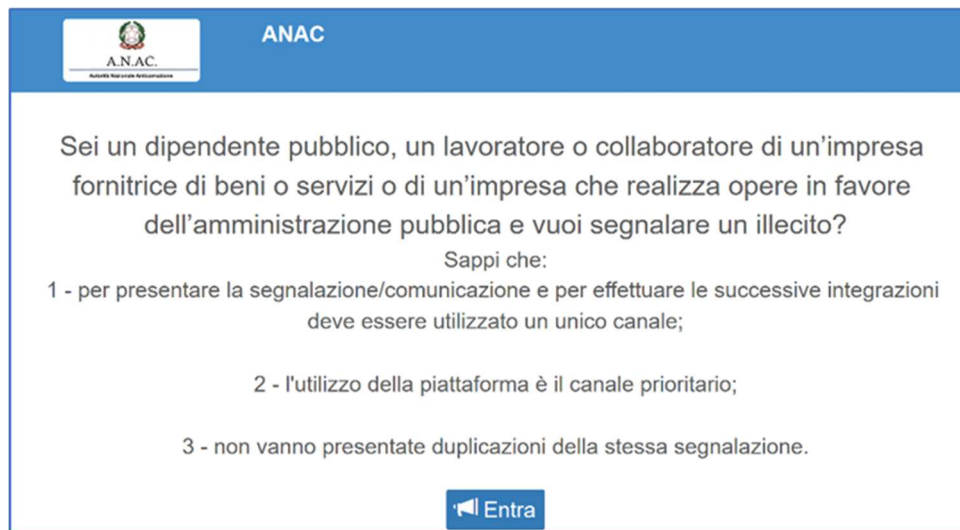 A.N.AC.
Autorità Nazionale Anticorruzione
ANAC
Sei un dipendente pubblico, un lavoratore o collaboratore di un’impresa
fornitrice di beni o servizi o di un’impresa che realizza opere in favore
dell’amministrazione pubblica e vuoi segnalare un illecito?
Sappi che:
1 - per presentare la segnalazione/comunicazione e per effettuare le successive integrazioni
deve essere utilizzato un unico canale;
2 - l'utilizzo della piattaforma è il canale prioritario;
3 - non vanno presentate duplicazioni della stessa segnalazione.
Entra